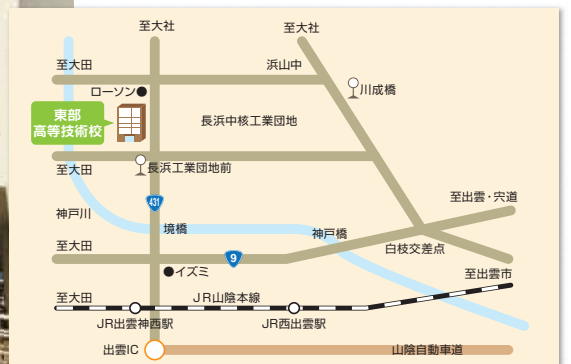 至大社
至大社
至大田
浜山中
ローソン
川成橋
東部
高等技術校
長浜中核工業団地
至大田
長浜工業団地前
431
至出雲・宍道
神戸川
境橋
神戸橋
至大田
白枝交差点
9
イズミ
至出雲市
至大田
JR山陰本線
JR出雲神西駅
JR西出雲駅
出雲IC
山陰自動車道